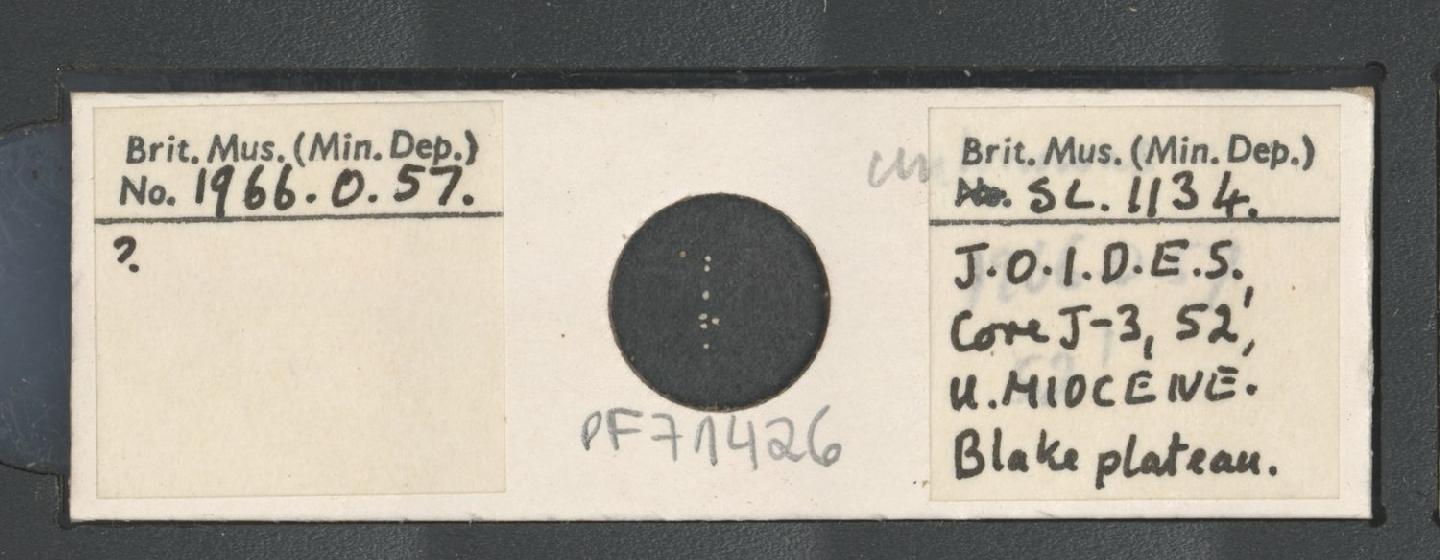 Brit. Mus. (Min. Dep.)
No. 1966.0.57.
?
PF71426
Brit. Mus. (Min. Dep.)
No. SL. 1134.
J.O.I.D.E.S.,
Core J-3, 52',
U. MIOCENE.
Blake plateau.